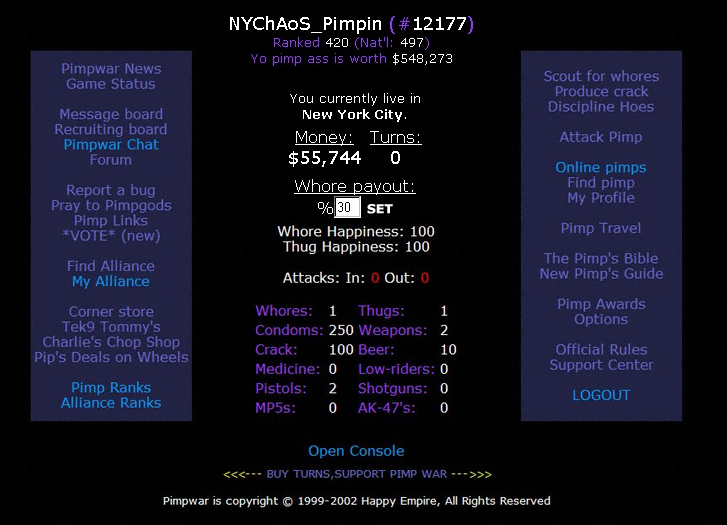 NYChAoS_Pimpin (#12177)
Ranked 420 (Nat'l: 497)
Yo pimp ass is worth $548,273
Pimpwar News
Game Status
Message board
Recruiting board
Pimpwar Chat
Forum
Report a bug
Pray to Pimpgods
Pimp Links
*VOTE* (new)
Find Alliance
My Alliance
Corner store
Tek9 Tommy's
Charlie's Chop Shop
Pip's Deals on Wheels
Pimp Ranks
Alliance Ranks
You currently live in
New York City.
Money: Turns:
$55,744 0
Whore payout:
%30 SET
Whore Happiness: 100
Thug Happiness: 100
Attacks: In: 0 Out: 0
Whores: 1 Thugs: 1
Condoms: 250 Weapons: 2
Crack: 100 Beer: 10
Medicine: 0 Low-riders: 0
Pistols: 2 Shotguns: 0
MP5s: 0 AK-47's: 0
Scout for whores
Produce crack
Discipline Hoes
Attack Pimp
Online pimps
Find pimp
My Profile
Pimp Travel
The Pimp's Bible
New Pimp's Guide
Pimp Awards
Options
Official Rules
Support Center
LOGOUT
Open Console
<<<--- BUY TURNS,SUPPORT PIMP WAR --->>>
Pimpwar is copyright © 1999-2002 Happy Empire, All Rights Reserved